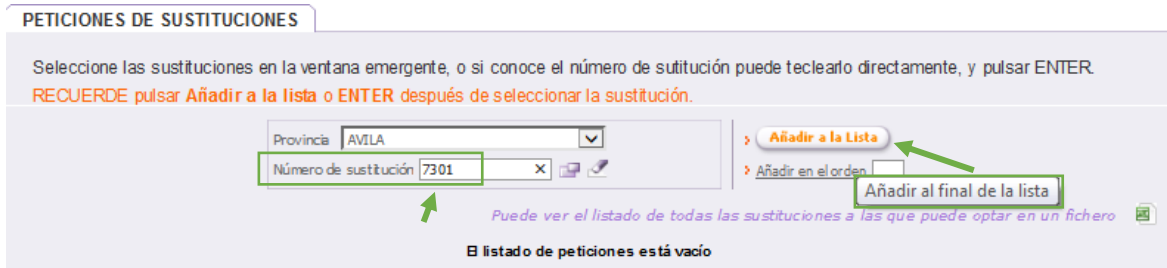 PETICIONES DE SUSTITUCIONES
Seleccione las sustituciones en la ventana emergente, o si conoce el número de sutitución puede teclearlo directamente, y pulsar ENTER.
RECUERDE pulsar Añadir a la lista o ENTER después de seleccionar la sustitución.
Provincia AVILA
Añadir a la Lista
Número de sustitución 7301
Añadir en el orden
Añadir al final de la lista
Puede ver el listado de todas las sustituciones a las que puede optar en un fichero
El listado de peticiones está vacío